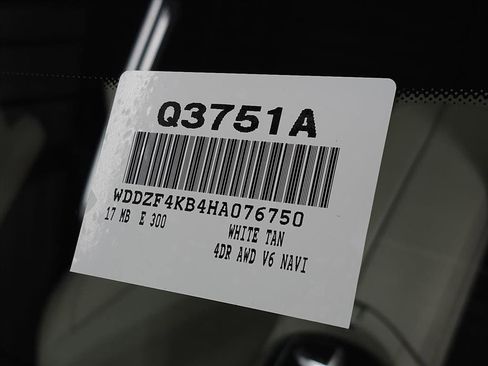 Q3751A
WDDZF4KB4HA076750
17 MB E 300
WHITE TAN
4DR AWD V6 NAVI